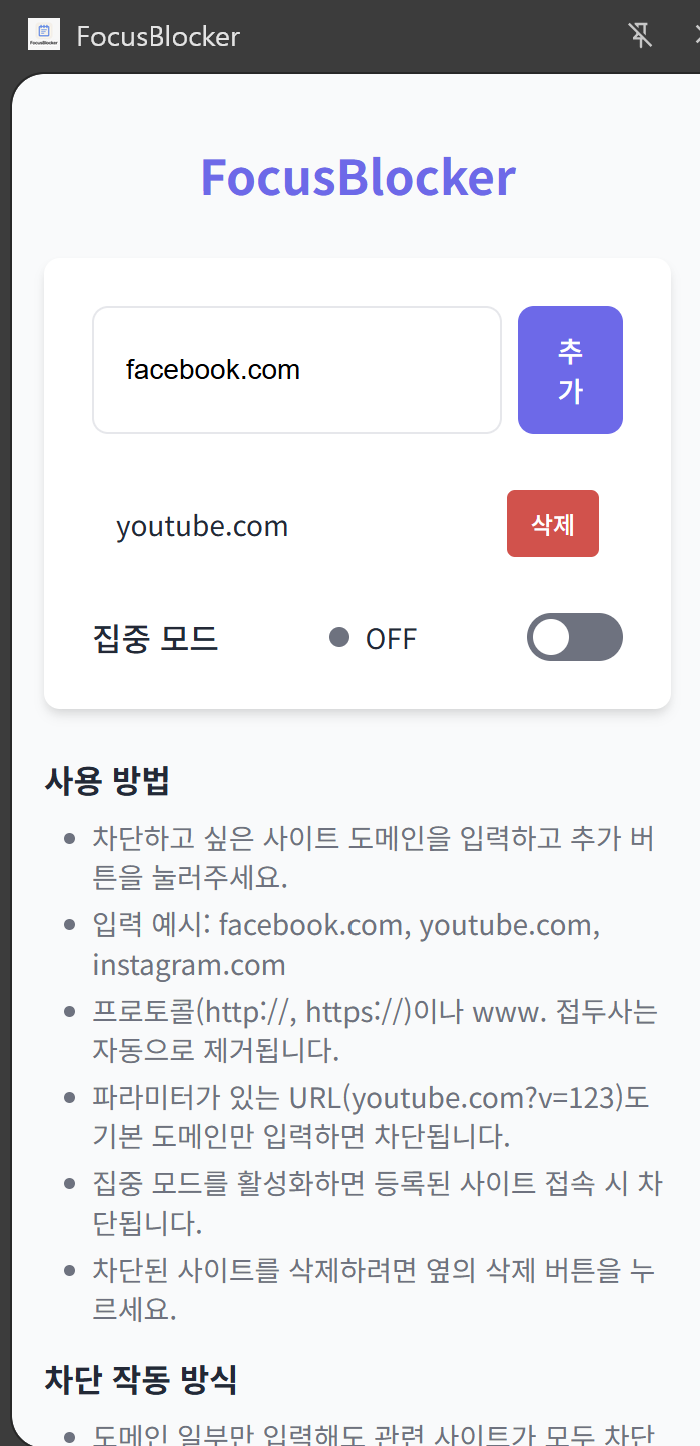 FocusBlocker
FocusBlocker
facebook.com
추
가
youtube.com
삭제
집중 모드
OFF
사용 방법
차단하고 싶은 사이트 도메인을 입력하고 추가 버
튼을 눌러주세요.
입력 예시: facebook.com, youtube.com,
instagram.com
프로토콜(http://, https://)이나 www. 접두사는
자동으로 제거됩니다.
파라미터가 있는 URL(youtube.com?v=123)도
기본 도메인만 입력하면 차단됩니다.
집중 모드를 활성화하면 등록된 사이트 접속 시 차
단됩니다.
차단된 사이트를 삭제하려면 옆의 삭제 버튼을 누
르세요.
차단 작동 방식
도메인 일부만 입력해도 관련 사이트가 모두 차단